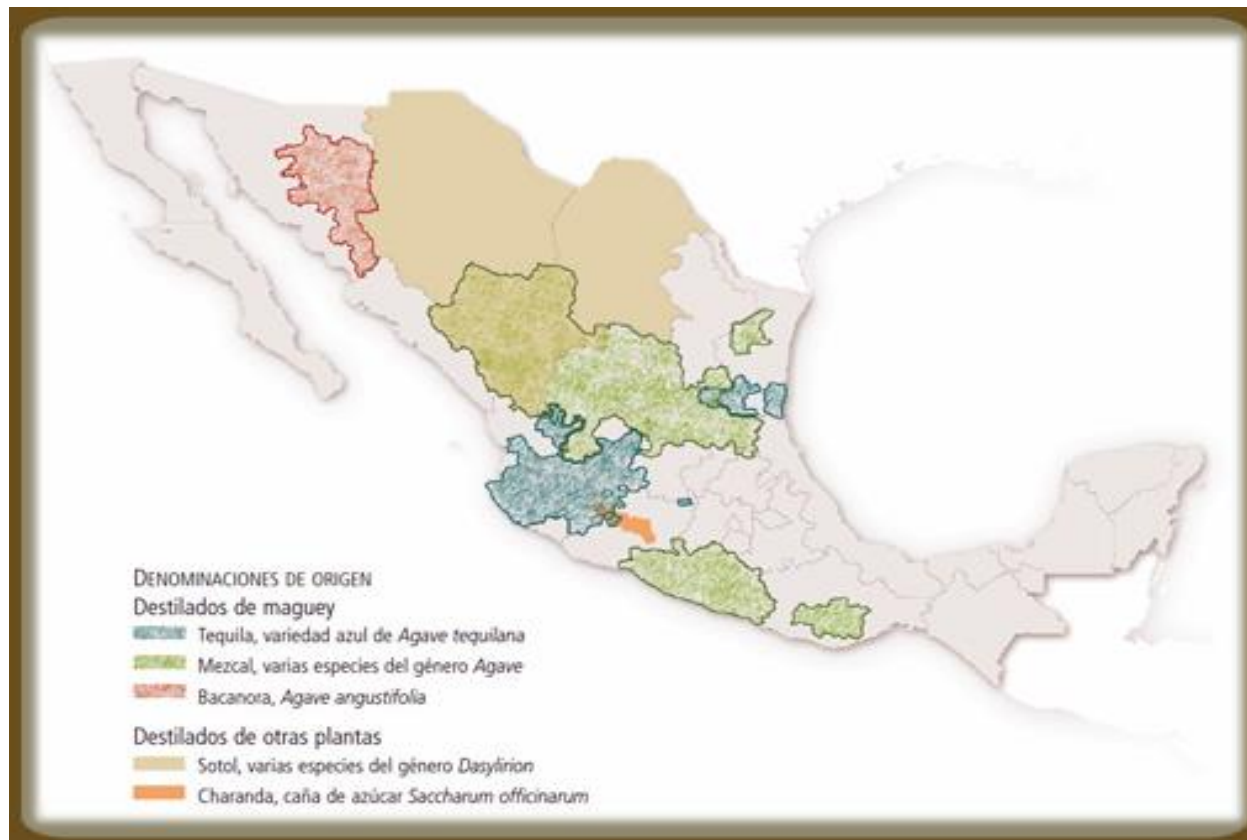 DENOMINACIONES DE ORIGEN
Destilados de maguey
Tequila, variedad azul de Agave tequilana
Mezcal, varias especies del género Agave
Bacanora, Agave angustifolia
Destilados de otras plantas
Sotol, varias especies del género Dasylirion
Charanda, caña de azúcar Saccharum officinarum